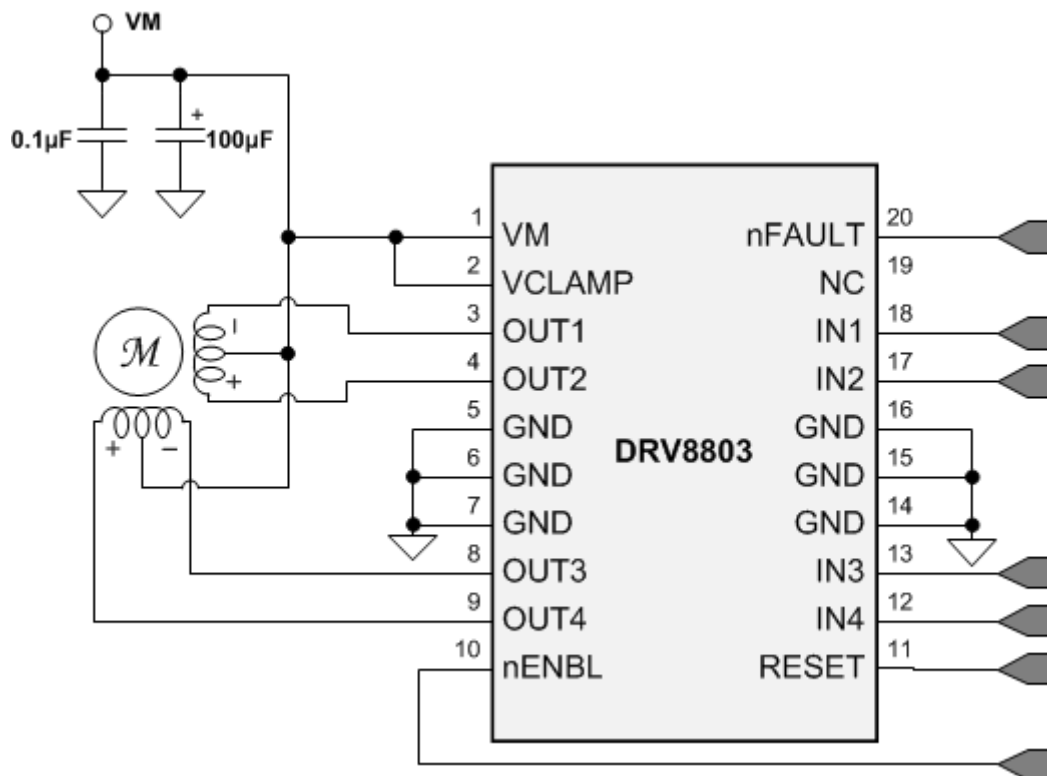 VM
+
0.1µF
100µF
1 VM nFAULT 20
2 VCLAMP NC 19
3 OUT1 IN1 18
4 OUT2 IN2 17
M
−
+
+ −
5 GND GND 16
6 GND DRV8803 GND 15
7 GND GND 14
8 OUT3 IN3 13
9 OUT4 IN4 12
10 nENBL RESET 11